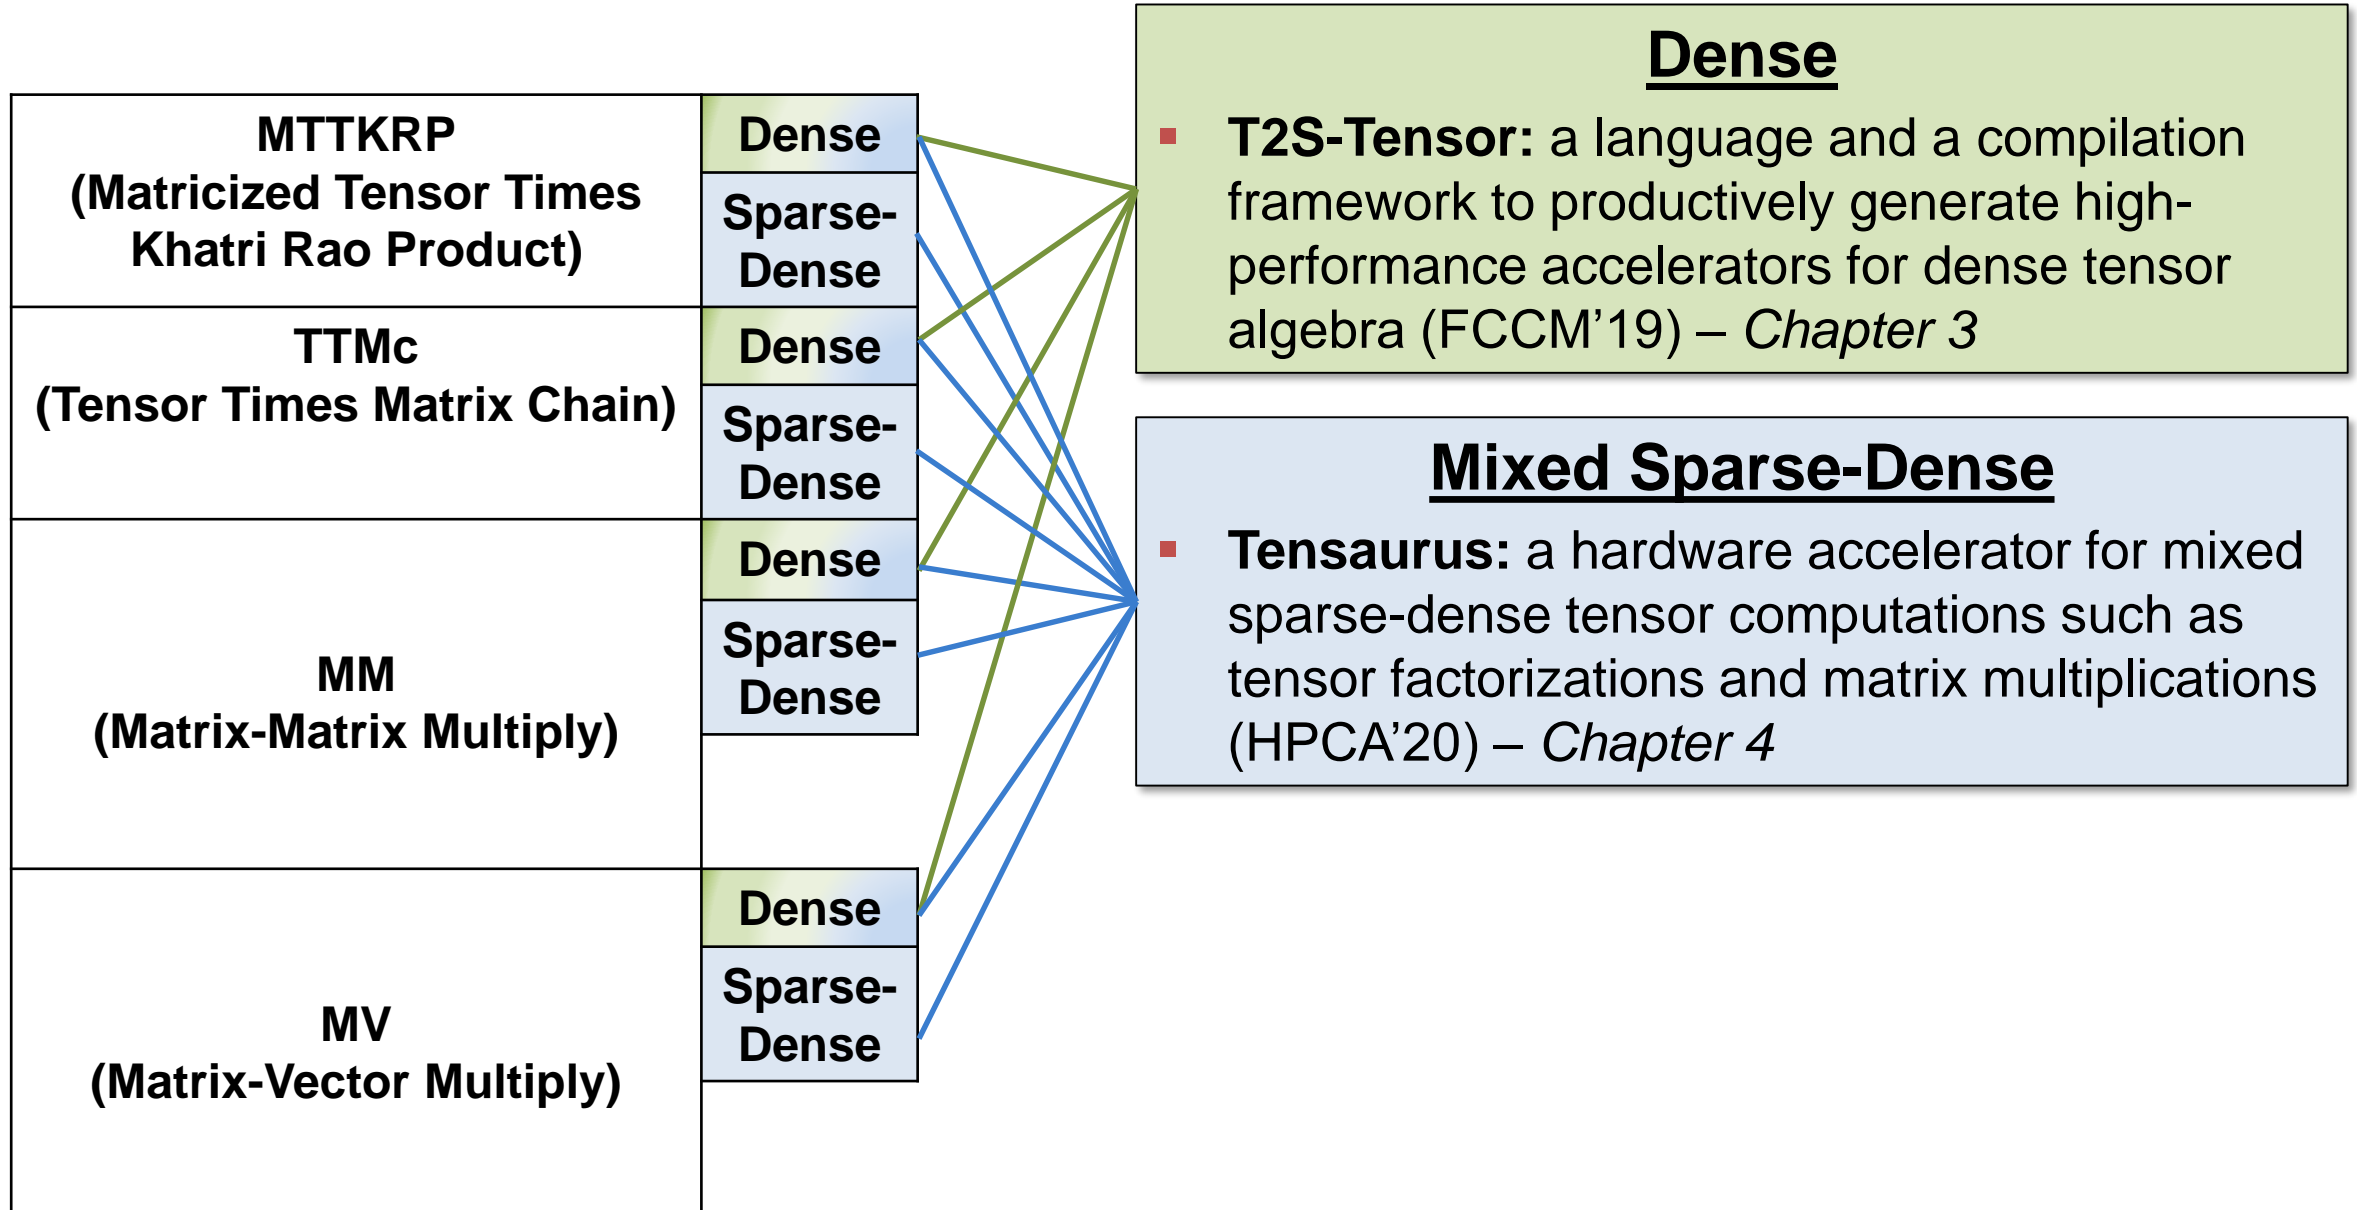 MTTKRP
(Matricized Tensor Times
Khatri Rao Product)
Dense
Sparse-
Dense
TTMc
(Tensor Times Matrix Chain)
Dense
Sparse-
Dense
MM
(Matrix-Matrix Multiply)
Dense
Sparse-
Dense
MV
(Matrix-Vector Multiply)
Dense
Sparse-
Dense
Dense
▪ T2S-Tensor: a language and a compilation
framework to productively generate high-
performance accelerators for dense tensor
algebra (FCCM’19) – Chapter 3
Mixed Sparse-Dense
▪ Tensaurus: a hardware accelerator for mixed
sparse-dense tensor computations such as
tensor factorizations and matrix multiplications
(HPCA’20) – Chapter 4